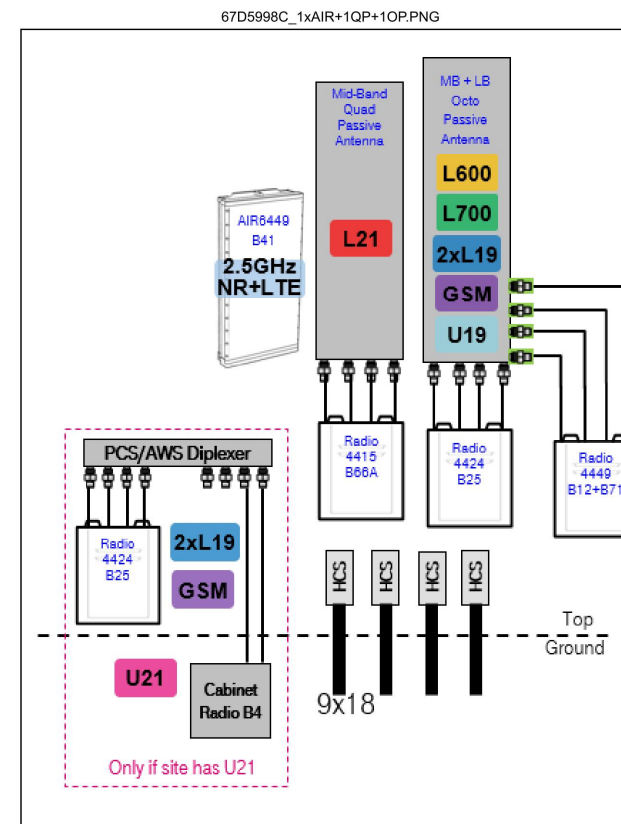 67D5998C_1xAIR+1QP+1OP.PNG
Mid-Band
Quad
Passive
Antenna
L21
MB + LB
Octo
Passive
Antenna
L600
L700
2xL19
GSM
U19
AIR6449
B41
2.5GHz
NR+LTE
Radio
4415
B66A
Radio
4424
B25
Radio
4449
B12+B71
PCS/AWS Diplexer
Radio
4424
B25
2xL19
GSM
HCS
HCS
HCS
HCS
Top
Ground
9x18
U21
Cabinet
Radio B4
Only if site has U21